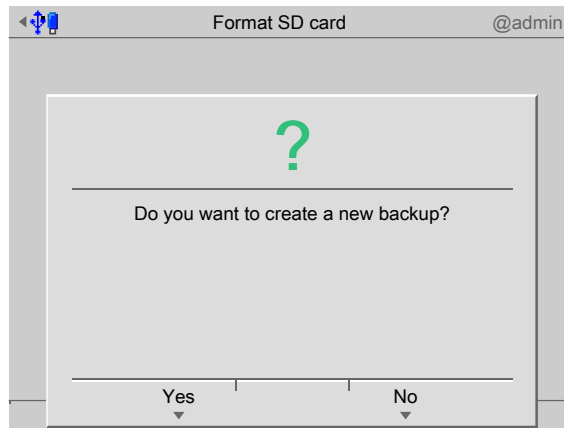 Format SD card
@admin
?
Do you want to create a new backup?
Yes
No